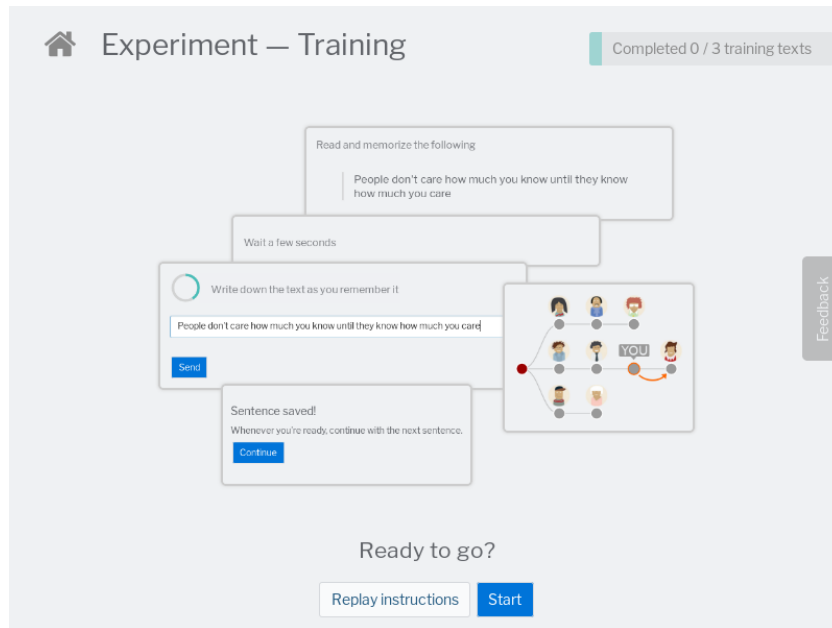 Experiment — Training
Completed 0 / 3 training texts
Read and memorize the following
People don't care how much you know until they know
how much you care
Wait a few seconds
Write down the text as you remember it
People don't care how much you know until they know how much you care
Send
YOU
Sentence saved!
Whenever you're ready, continue with the next sentence.
Continue
Feedback
Ready to go?
Replay instructions
Start